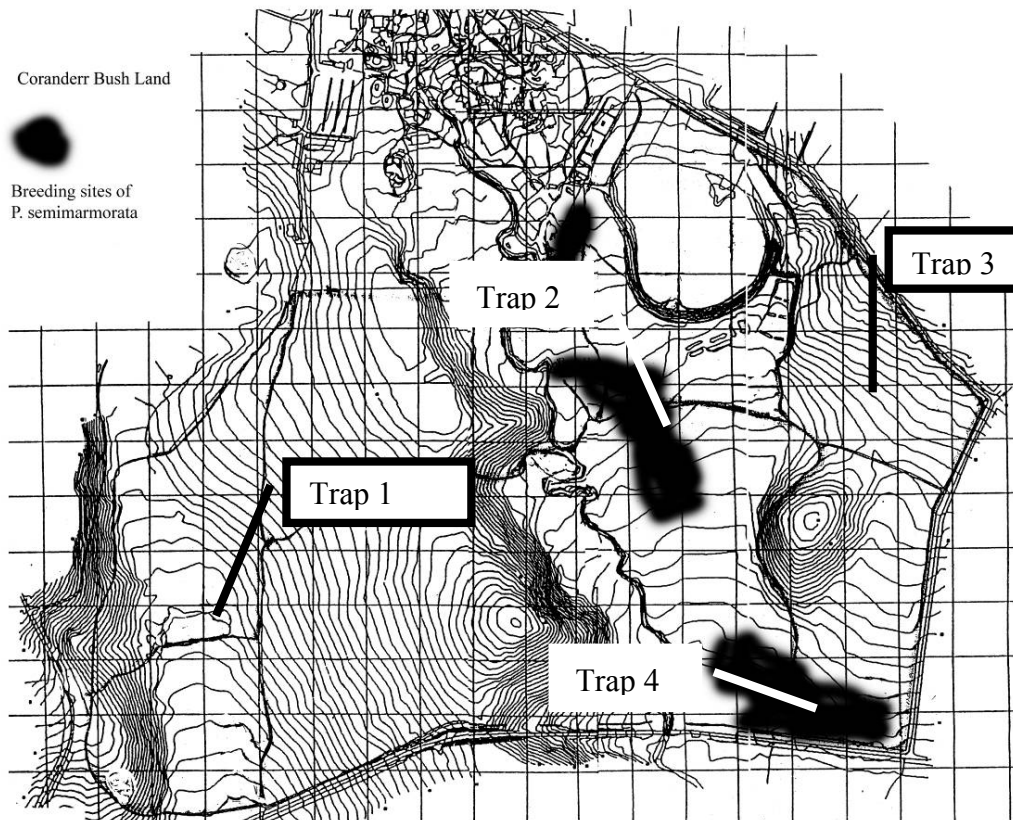 Coranderr Bush Land
Breeding sites of
P. semimarmorata
Trap 3
Trap 2
Trap 1
Trap 4